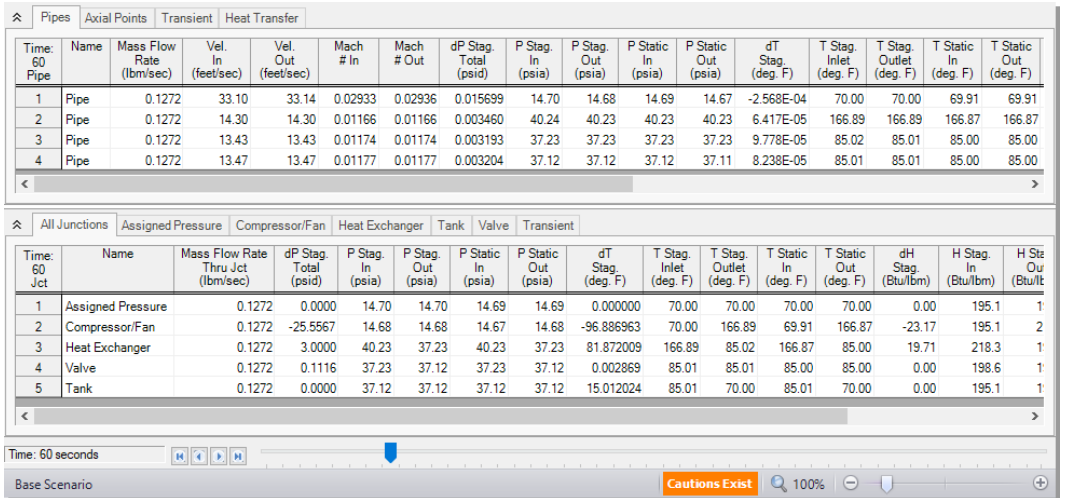 Pipes Axial Points Transient Heat Transfer
Time: 60 Pipe Name Mass Flow Rate (lbm/sec) Vel. In (feet/sec) Vel. Out (feet/sec) Mach # In Mach # Out dP Stag. Total (psid) P Stag. In (psia) P Stag. Out (psia) P Static In (psia) P Static Out (psia) dT Stag. (deg. F) T Stag. Inlet (deg. F) T Stag. Outlet (deg. F) T Static In (deg. F) T Static Out (deg. F)
1 Pipe 0.1272 33.10 33.14 0.02933 0.02936 0.015699 14.70 14.68 14.69 14.67 -2.568E-04 70.00 70.00 69.91 69.91
2 Pipe 0.1272 14.30 14.30 0.01166 0.01166 0.003460 40.24 40.23 40.23 40.23 6.417E-05 166.89 166.89 166.87 166.87
3 Pipe 0.1272 13.43 13.43 0.01174 0.01174 0.003193 37.23 37.23 37.23 37.23 9.778E-05 85.02 85.01 85.00 85.00
4 Pipe 0.1272 13.47 13.47 0.01177 0.01177 0.003204 37.12 37.12 37.12 37.11 8.238E-05 85.01 85.01 85.00 85.00
All Junctions Assigned Pressure Compressor/Fan Heat Exchanger Tank Valve Transient
Time: 60 Jct Name Mass Flow Rate Thru Jct (lbm/sec) dP Stag. Total (psid) P Stag. In (psia) P Stag. Out (psia) P Static In (psia) P Static Out (psia) dT Stag. (deg. F) T Stag. Inlet (deg. F) T Stag. Outlet (deg. F) T Static In (deg. F) T Static Out (deg. F) dH Stag. (Btu/lbm) H Stag. In (Btu/lbm) H Sta Ou (Btu/lb
1 Assigned Pressure 0.1272 0.0000 14.70 14.70 14.69 14.69 0.000000 70.00 70.00 70.00 70.00 0.00 195.1 1
2 Compressor/Fan 0.1272 -25.5567 14.68 14.68 14.67 14.68 -96.886963 70.00 166.89 69.91 166.87 -23.17 195.1 2
3 Heat Exchanger 0.1272 3.0000 40.23 37.23 40.23 37.23 81.872009 166.89 85.02 166.87 85.00 19.71 218.3 1
4 Valve 0.1272 0.1116 37.23 37.12 37.23 37.12 0.002869 85.01 85.01 85.00 85.00 0.00 198.6 1
5 Tank 0.1272 0.0000 37.12 37.12 37.12 37.12 15.012024 85.01 70.00 85.01 70.00 0.00 195.1 1
Time: 60 seconds
Base Scenario Cautions Exist 100%